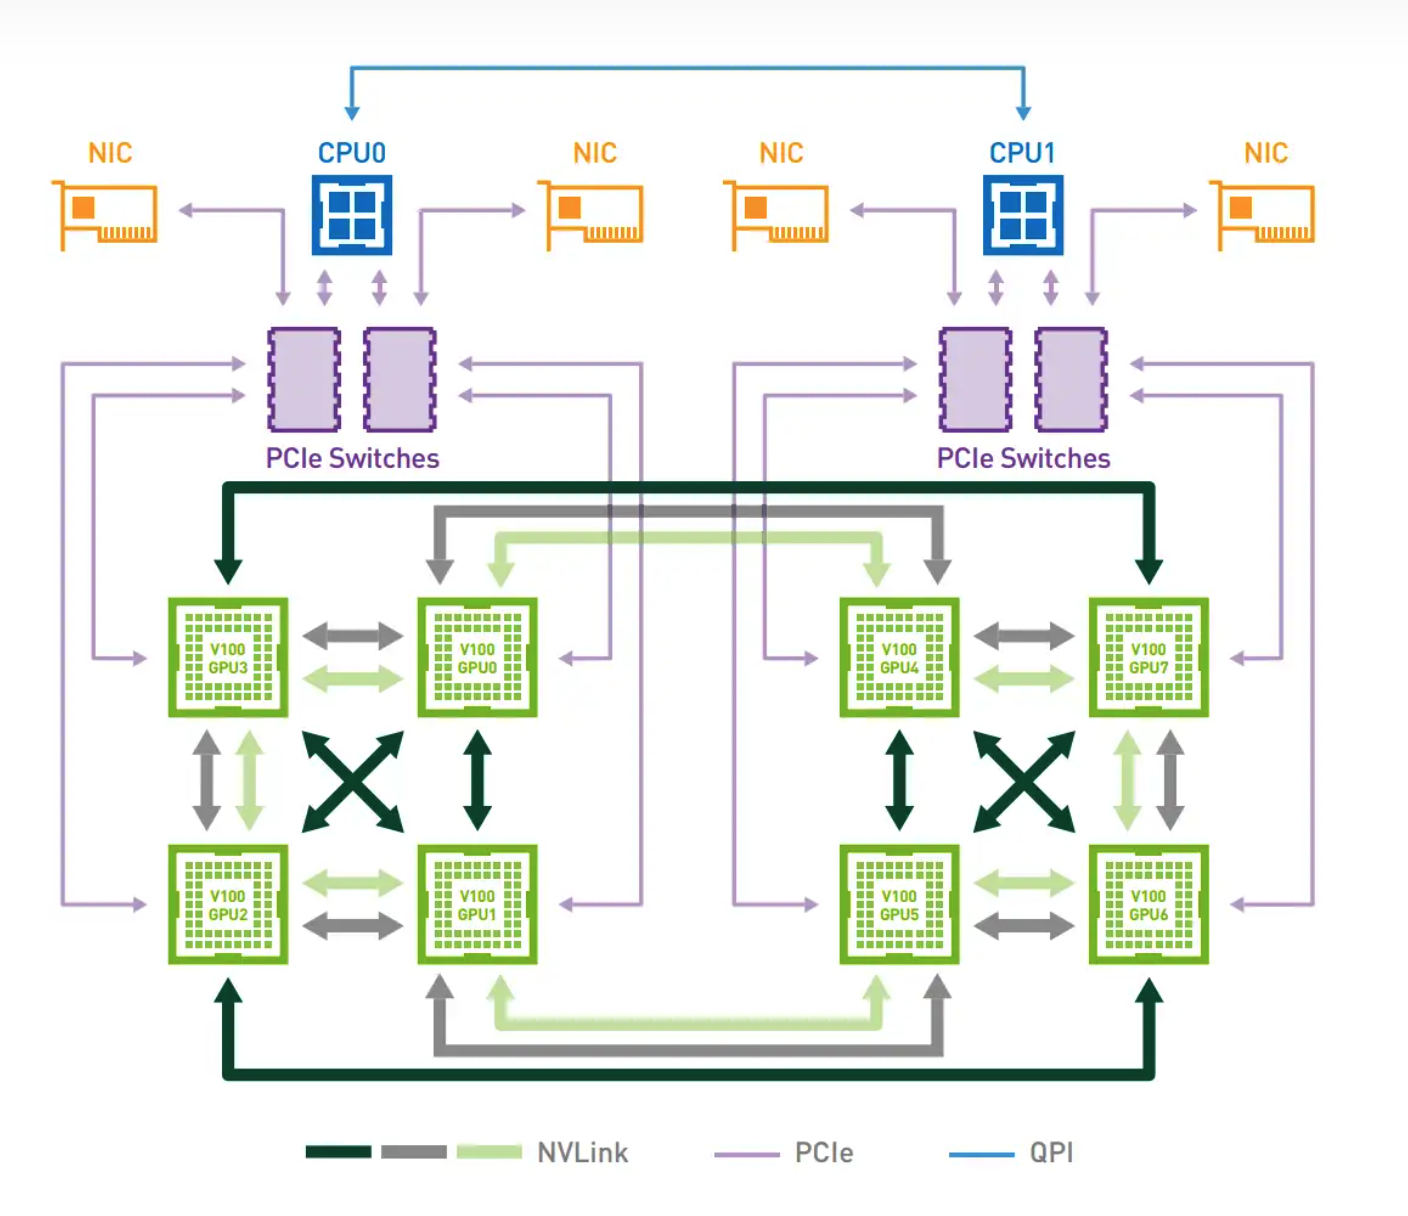 NIC
CPU0
NIC
NIC
CPU1
NIC
PCIe Switches
PCIe Switches
V100
GPU3
V100
GPU0
V100
GPU4
V100
GPU7
V100
GPU2
V100
GPU1
V100
GPU5
V100
GPU6
NVLink
PCIe
QPI